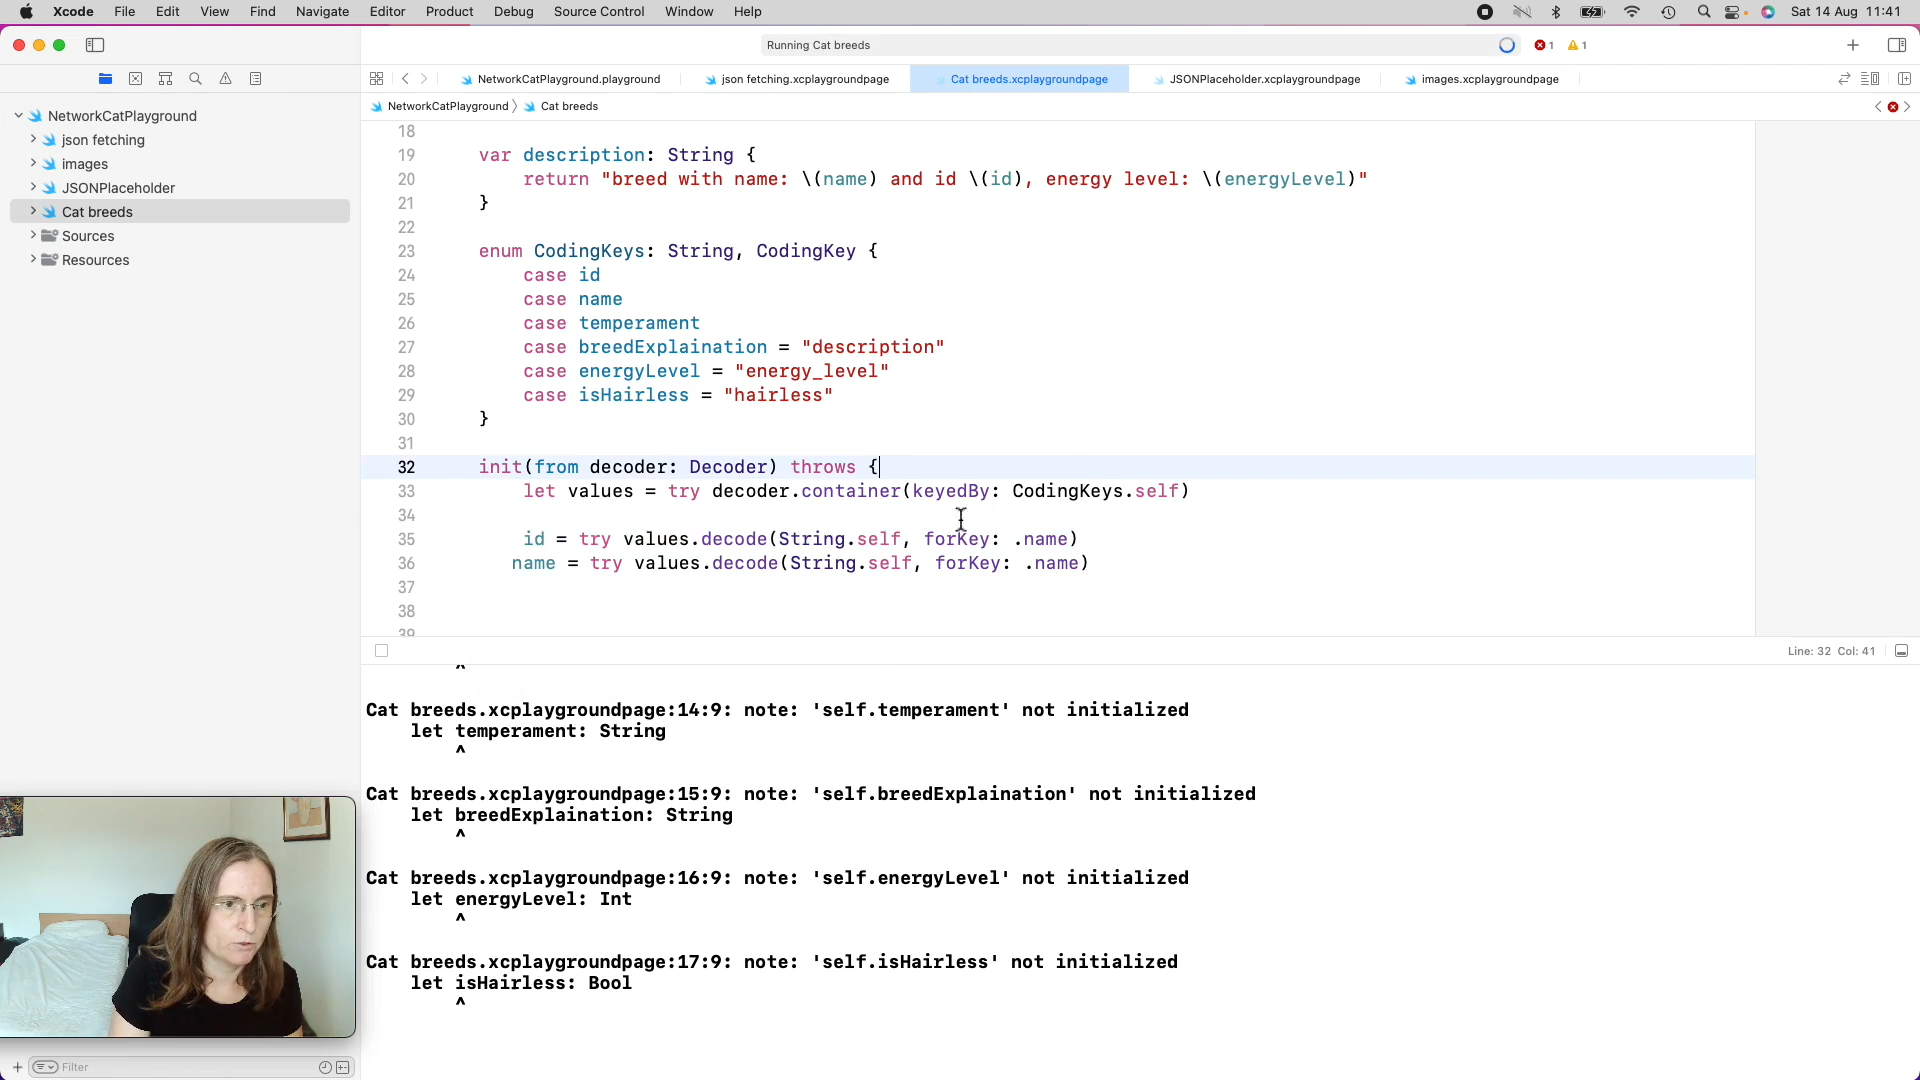 Xcode File Edit View Find Navigate Editor Product Debug Source Control Window Help Sat 14 Aug 11:41
Running Cat breeds 1 1
NetworkCatPlayground.playground json fetching.xcplaygroundpage Cat breeds.xcplaygroundpage JSONPlaceholder.xcplaygroundpage images.xcplaygroundpage
NetworkCatPlayground Cat breeds
NetworkCatPlayground
json fetching
images
JSONPlaceholder
Cat breeds
Sources
Resources
18
19 var description: String {
20 return "breed with name: \(name) and id \(id), energy level: \(energyLevel)"
21 }
22
23 enum CodingKeys: String, CodingKey {
24 case id
25 case name
26 case temperament
27 case breedExplaination = "description"
28 case energyLevel = "energy_level"
29 case isHairless = "hairless"
30 }
31
32 init(from decoder: Decoder) throws {
33 let values = try decoder.container(keyedBy: CodingKeys.self)
34
35 id = try values.decode(String.self, forKey: .name)
36 name = try values.decode(String.self, forKey: .name)
37
38
39
Line: 32 Col: 41
^
Cat breeds.xcplaygroundpage:14:9: note: 'self.temperament' not initialized
let temperament: String
^
Cat breeds.xcplaygroundpage:15:9: note: 'self.breedExplaination' not initialized
let breedExplaination: String
^
Cat breeds.xcplaygroundpage:16:9: note: 'self.energyLevel' not initialized
let energyLevel: Int
^
Cat breeds.xcplaygroundpage:17:9: note: 'self.isHairless' not initialized
let isHairless: Bool
^
Filter